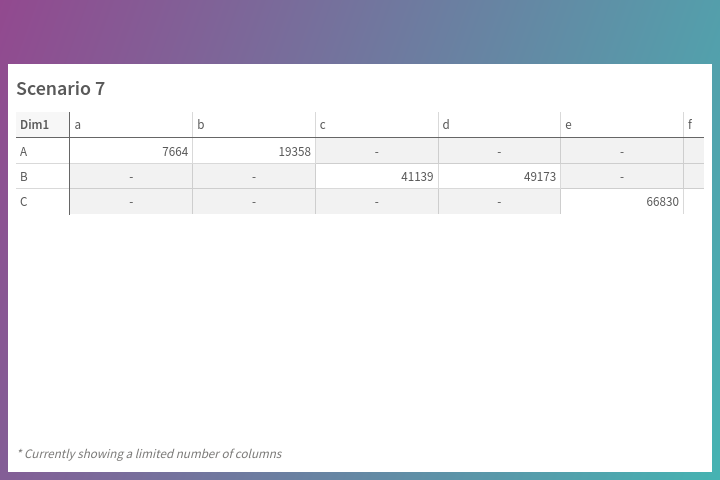 Scenario 7
Dim1 a b c d e f
A 7664 19358 - - -
B - - 41139 49173 -
C - - - - 66830
* Currently showing a limited number of columns